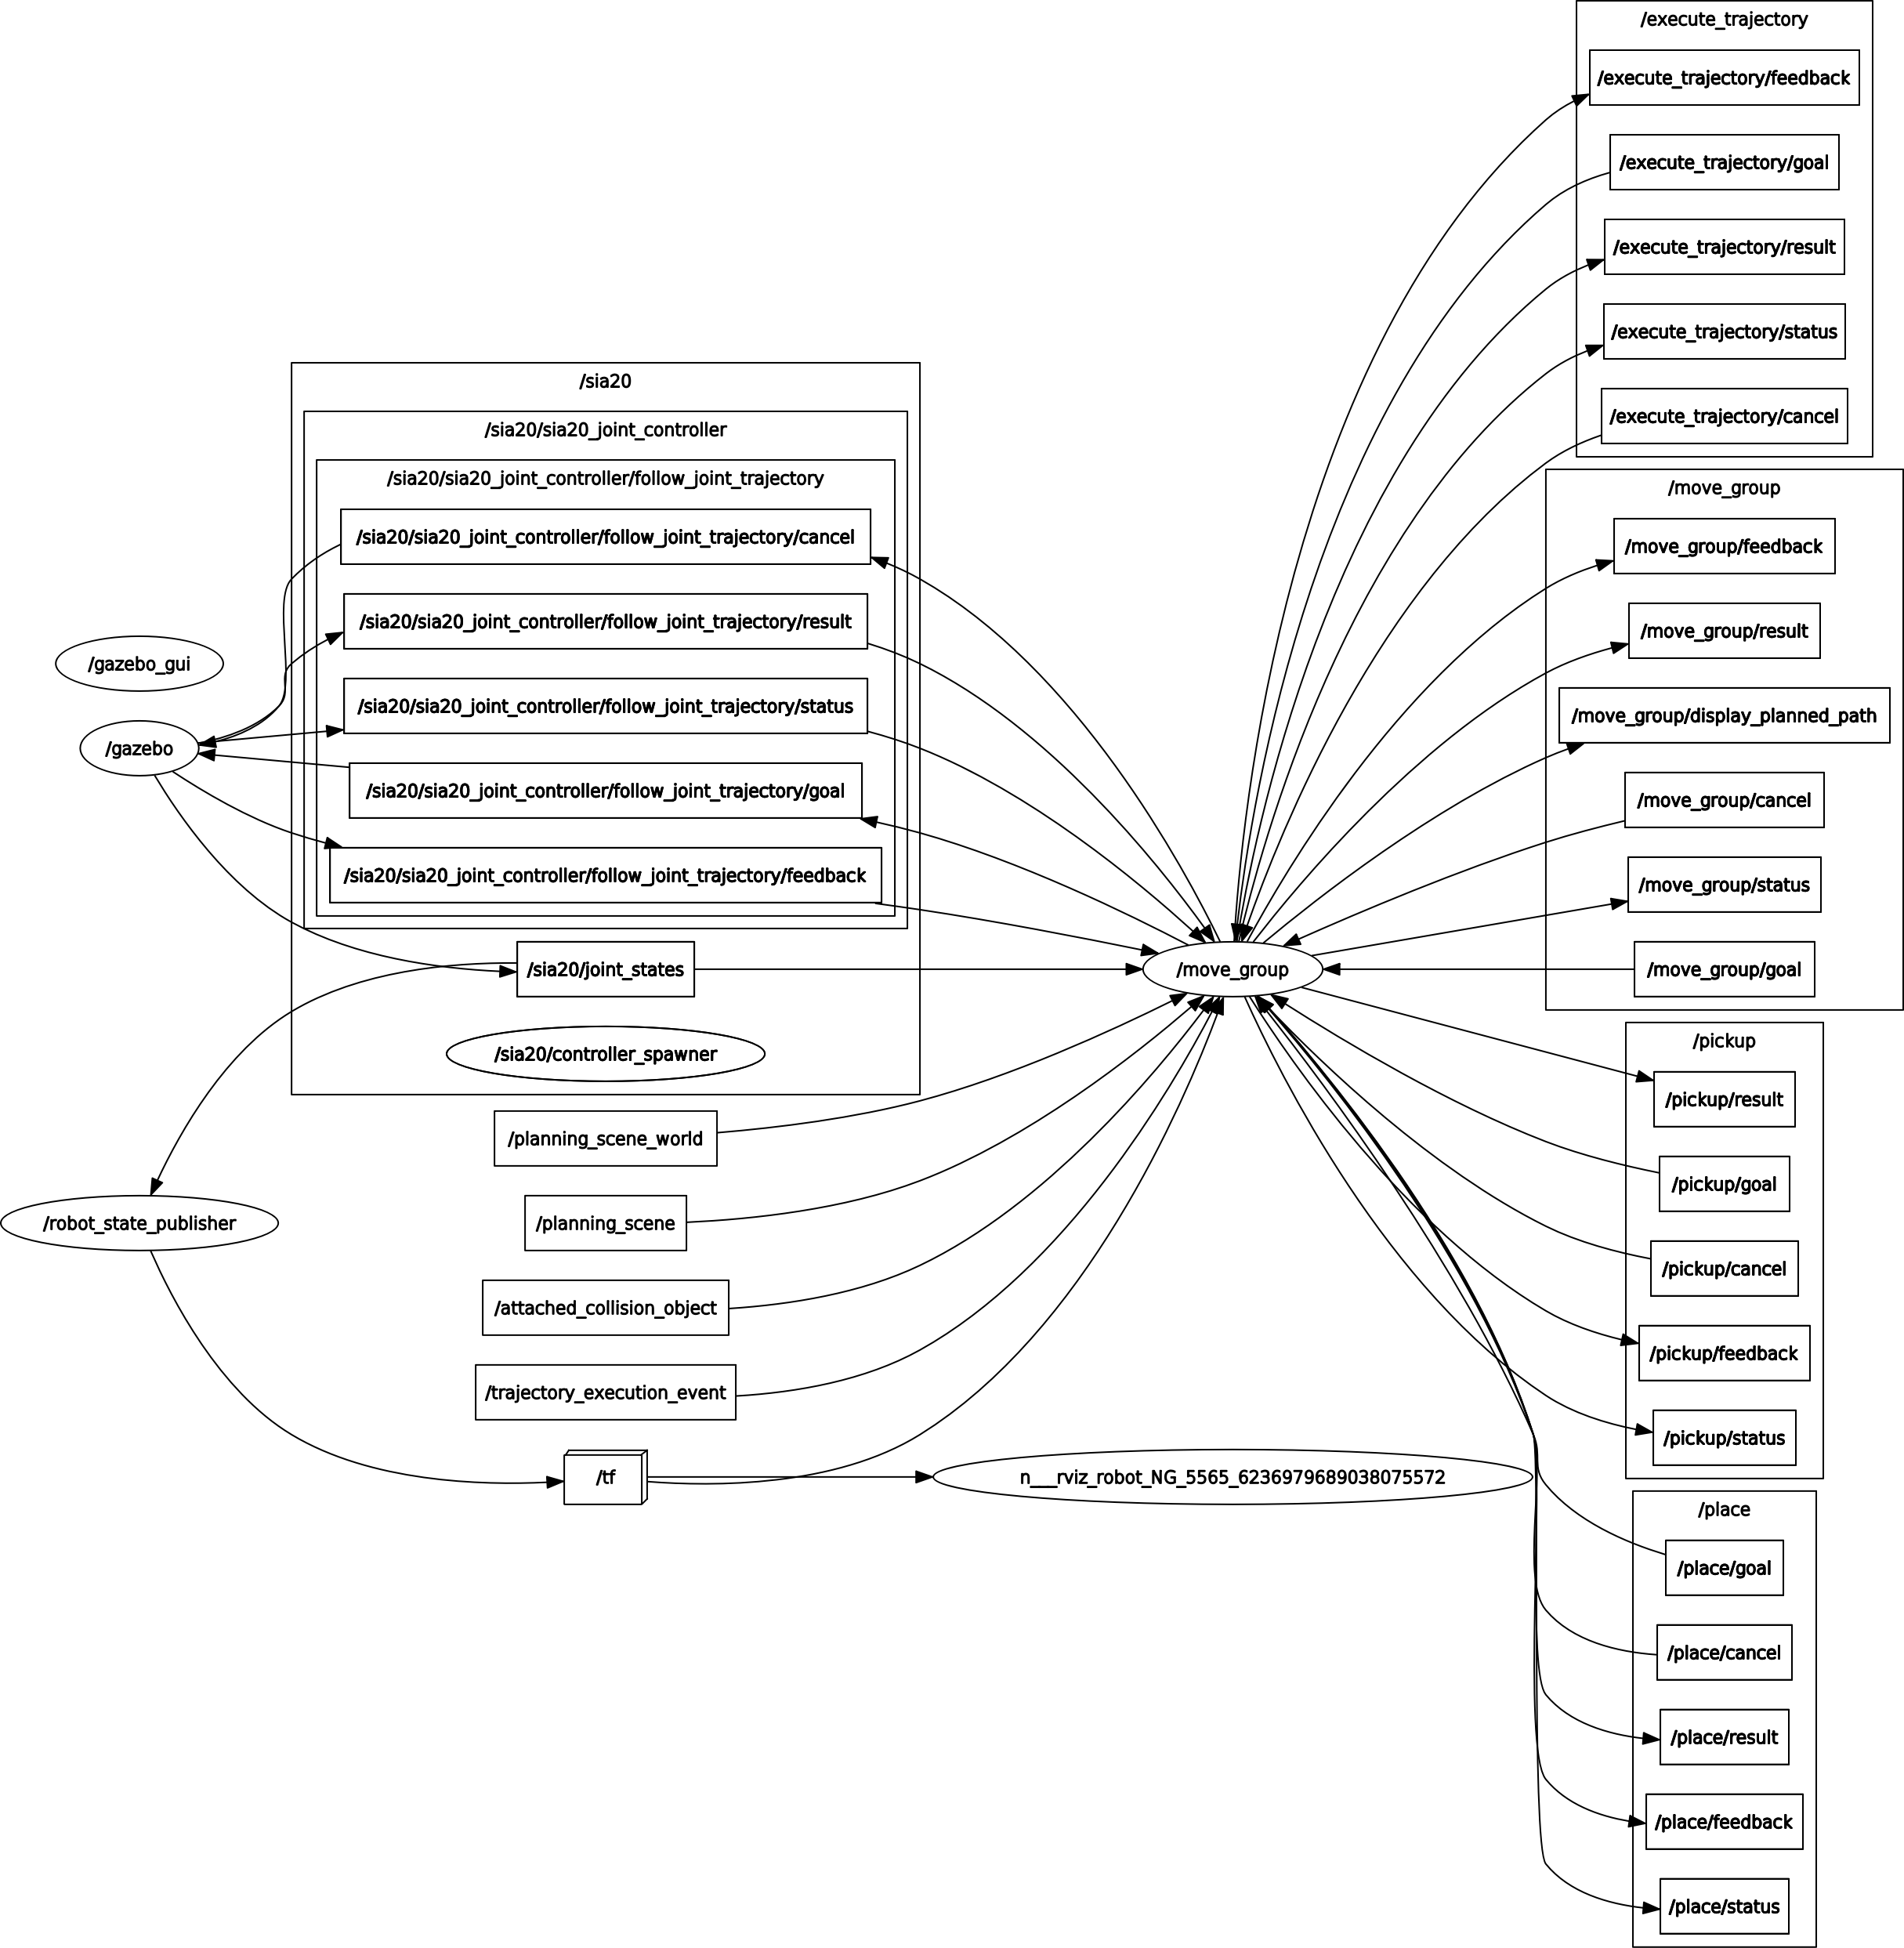 /gazebo_gui
/gazebo
/robot_state_publisher
/sia20
/sia20/sia20_joint_controller
/sia20/sia20_joint_controller/follow_joint_trajectory
/sia20/sia20_joint_controller/follow_joint_trajectory/cancel
/sia20/sia20_joint_controller/follow_joint_trajectory/result
/sia20/sia20_joint_controller/follow_joint_trajectory/status
/sia20/sia20_joint_controller/follow_joint_trajectory/goal
/sia20/sia20_joint_controller/follow_joint_trajectory/feedback
/sia20/joint_states
/sia20/controller_spawner
/planning_scene_world
/planning_scene
/attached_collision_object
/trajectory_execution_event
/tf
/move_group
n___rviz_robot_NG_5565_6236979689038075572
/execute_trajectory
/execute_trajectory/feedback
/execute_trajectory/goal
/execute_trajectory/result
/execute_trajectory/status
/execute_trajectory/cancel
/move_group
/move_group/feedback
/move_group/result
/move_group/display_planned_path
/move_group/cancel
/move_group/status
/move_group/goal
/pickup
/pickup/result
/pickup/goal
/pickup/cancel
/pickup/feedback
/pickup/status
/place
/place/goal
/place/cancel
/place/result
/place/feedback
/place/status